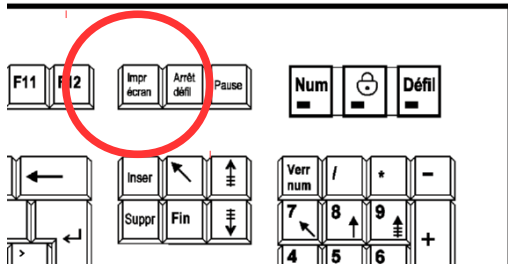 F11 F12 Impr écran Arrêt défil Pause Num Défil
Inser Verr num / * -
Suppr Fin 7 8 9 +
> 4 5 6